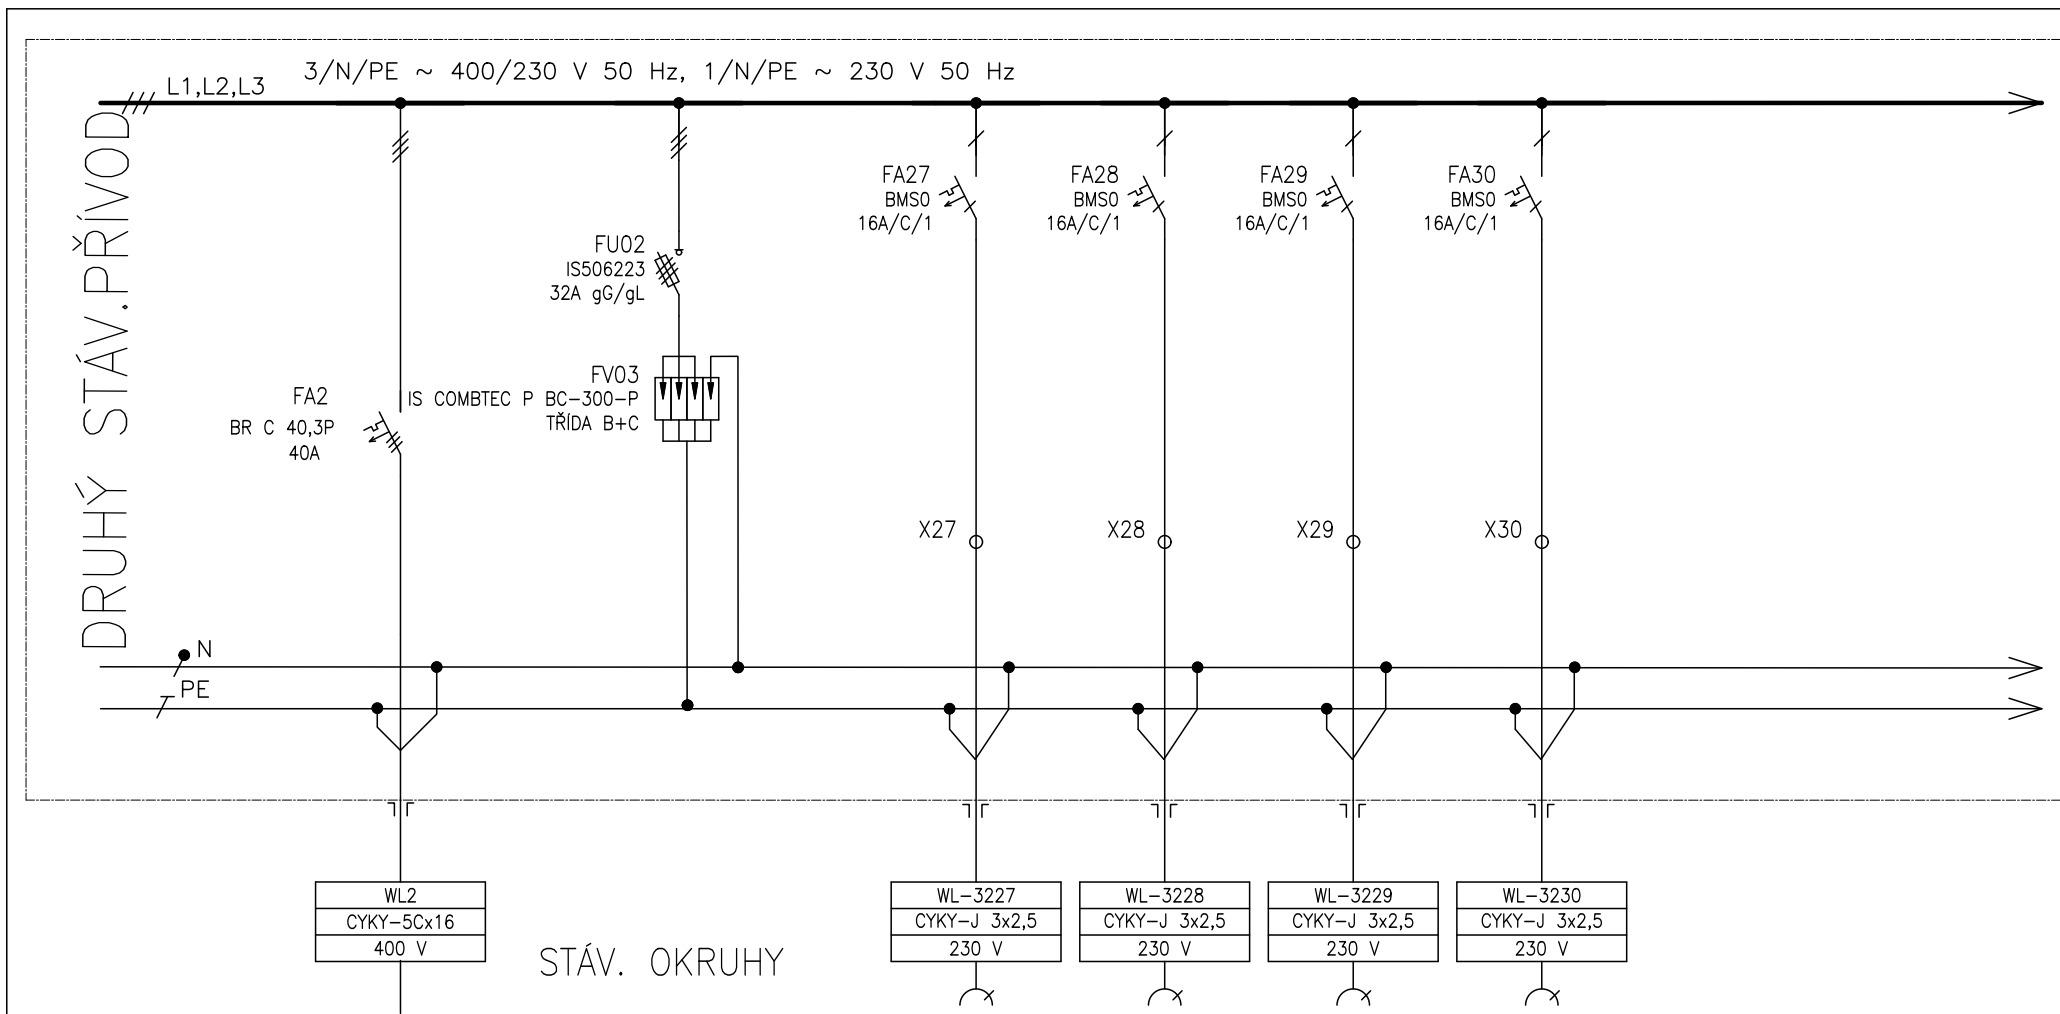 3/N/PE ~ 400/230 V 50 Hz, 1/N/PE ~ 230 V 50 Hz
L1,L2,L3
DRUHÝ STÁV.PŘÍVOD
FA27
BMS0
16A/C/1
FA28
BMS0
16A/C/1
FA29
BMS0
16A/C/1
FA30
BMS0
16A/C/1
FU02
IS506223
32A gG/gL
FV03
IS COMBTEC P BC-300-P
TŘÍDA B+C
FA2
BR C 40,3P
40A
X27
X28
X29
X30
N
PE
WL2
CYKY-5Cx16
400 V
STÁV. OKRUHY
WL-3227
CYKY-J 3x2,5
230 V
WL-3228
CYKY-J 3x2,5
230 V
WL-3229
CYKY-J 3x2,5
230 V
WL-3230
CYKY-J 3x2,5
230 V